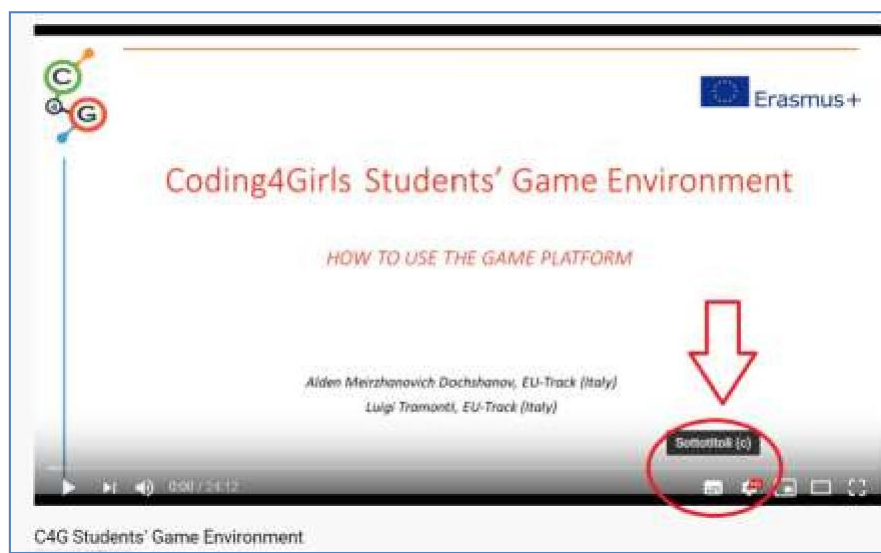 C
4
G
Erasmus+
Coding4Girls Students' Game Environment
HOW TO USE THE GAME PLATFORM
Alden Meirzhanovich Dochshanov, EU-Track (Italy)
Luigi Tramonti, EU-Track (Italy)
Sottotitoli (c)
0:00 / 24:12
C4G Students' Game Environment